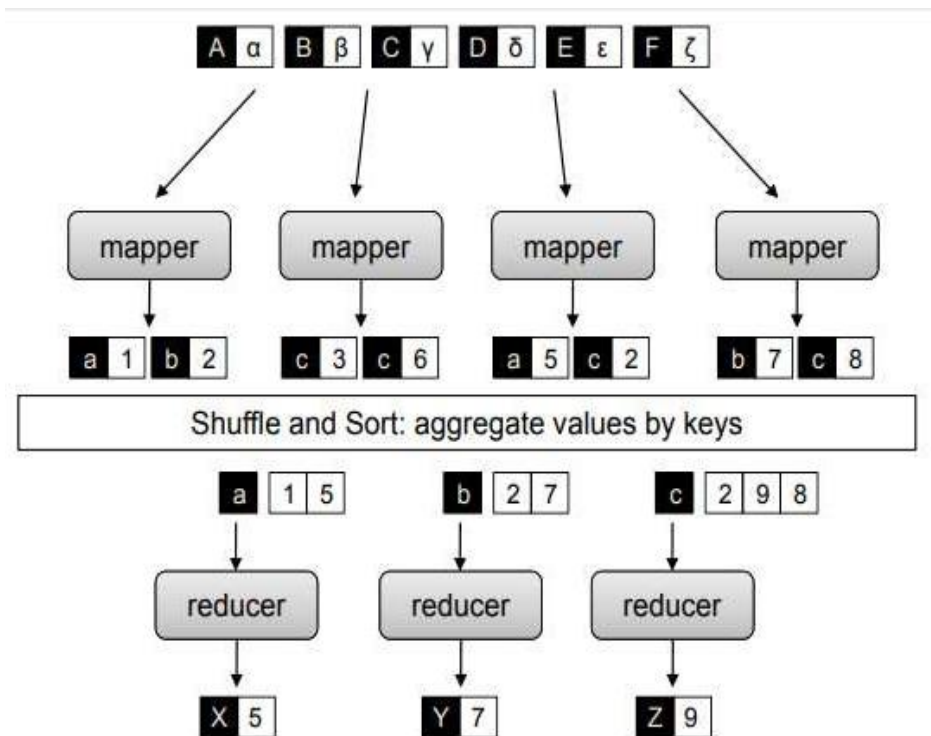 A α B β C γ D δ E ε F ζ
mapper mapper mapper mapper
a 1 b 2 c 3 c 6 a 5 c 2 b 7 c 8
Shuffle and Sort: aggregate values by keys
a 1 5 b 2 7 c 2 9 8
reducer reducer reducer
X 5 Y 7 Z 9